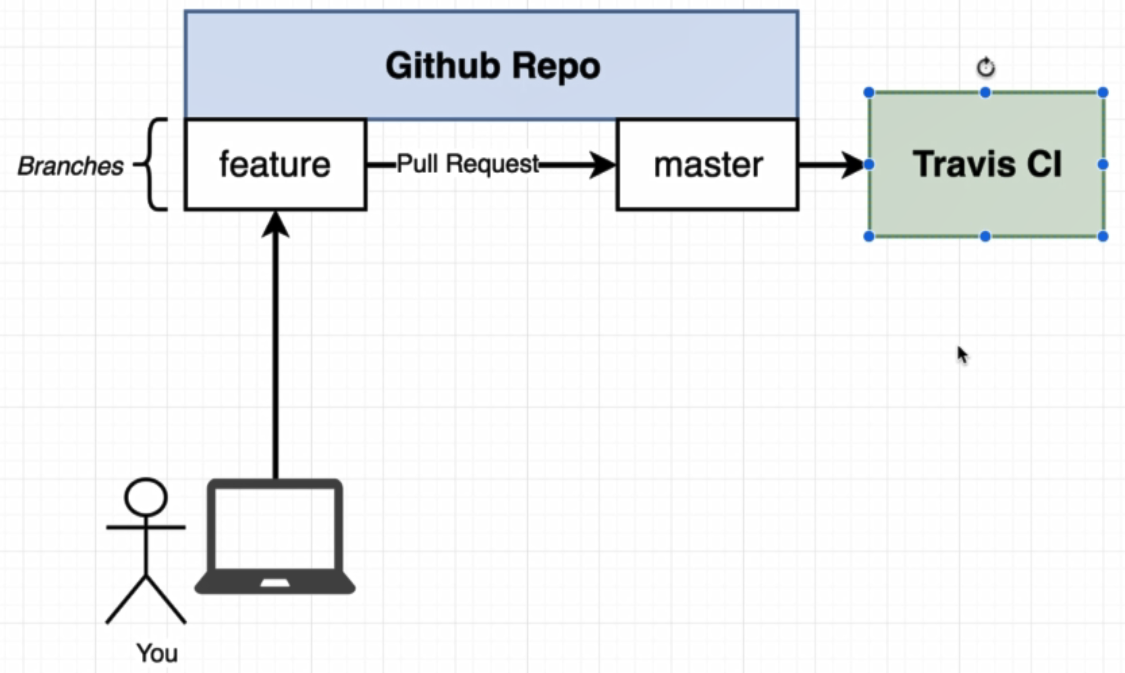 Github Repo
Branches
feature
Pull Request
master
Travis CI
You